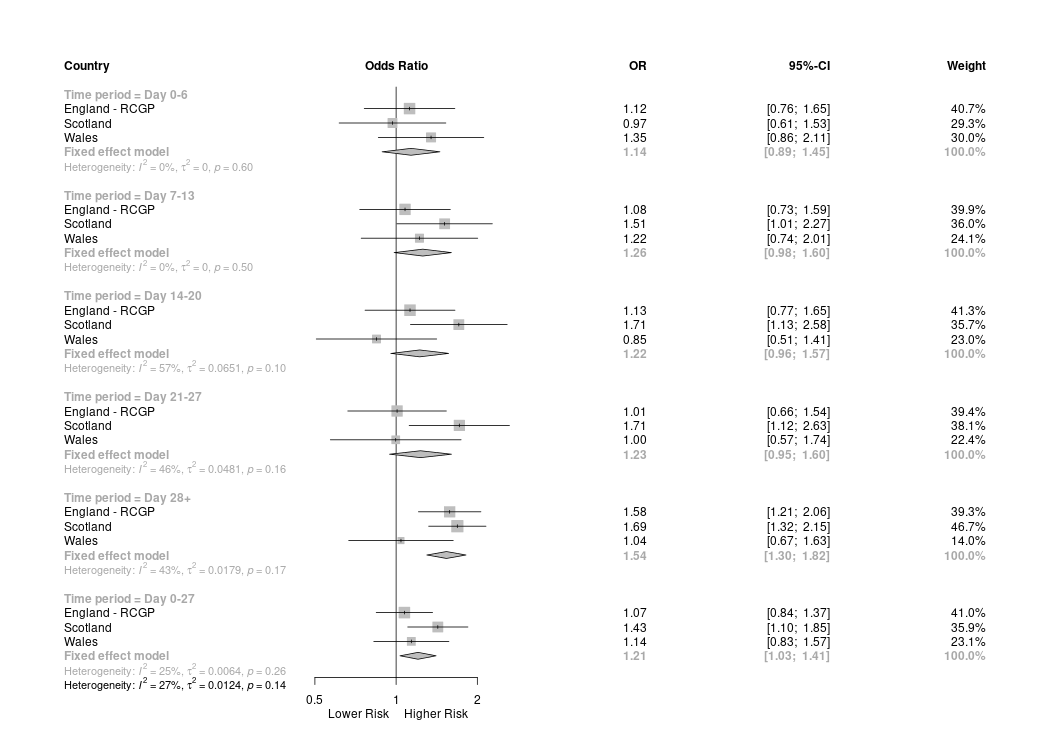 Country Odds Ratio OR 95%-CI Weight
Time period = Day 0-6
England - RCGP 1.12 [0.76; 1.65] 40.7%
Scotland 0.97 [0.61; 1.53] 29.3%
Wales 1.35 [0.86; 2.11] 30.0%
Fixed effect model 1.14 [0.89; 1.45] 100.0%
Heterogeneity: I² = 0%, τ² = 0, p = 0.60
Time period = Day 7-13
England - RCGP 1.08 [0.73; 1.59] 39.9%
Scotland 1.51 [1.01; 2.27] 36.0%
Wales 1.22 [0.74; 2.01] 24.1%
Fixed effect model 1.26 [0.98; 1.60] 100.0%
Heterogeneity: I² = 0%, τ² = 0, p = 0.50
Time period = Day 14-20
England - RCGP 1.13 [0.77; 1.65] 41.3%
Scotland 1.71 [1.13; 2.58] 35.7%
Wales 0.85 [0.51; 1.41] 23.0%
Fixed effect model 1.22 [0.96; 1.57] 100.0%
Heterogeneity: I² = 57%, τ² = 0.0651, p = 0.10
Time period = Day 21-27
England - RCGP 1.01 [0.66; 1.54] 39.4%
Scotland 1.71 [1.12; 2.63] 38.1%
Wales 1.00 [0.57; 1.74] 22.4%
Fixed effect model 1.23 [0.95; 1.60] 100.0%
Heterogeneity: I² = 46%, τ² = 0.0481, p = 0.16
Time period = Day 28+
England - RCGP 1.58 [1.21; 2.06] 39.3%
Scotland 1.69 [1.32; 2.15] 46.7%
Wales 1.04 [0.67; 1.63] 14.0%
Fixed effect model 1.54 [1.30; 1.82] 100.0%
Heterogeneity: I² = 43%, τ² = 0.0179, p = 0.17
Time period = Day 0-27
England - RCGP 1.07 [0.84; 1.37] 41.0%
Scotland 1.43 [1.10; 1.85] 35.9%
Wales 1.14 [0.83; 1.57] 23.1%
Fixed effect model 1.21 [1.03; 1.41] 100.0%
Heterogeneity: I² = 25%, τ² = 0.0064, p = 0.26
Heterogeneity: I² = 27%, τ² = 0.0124, p = 0.14
0.5 1 2
Lower Risk Higher Risk